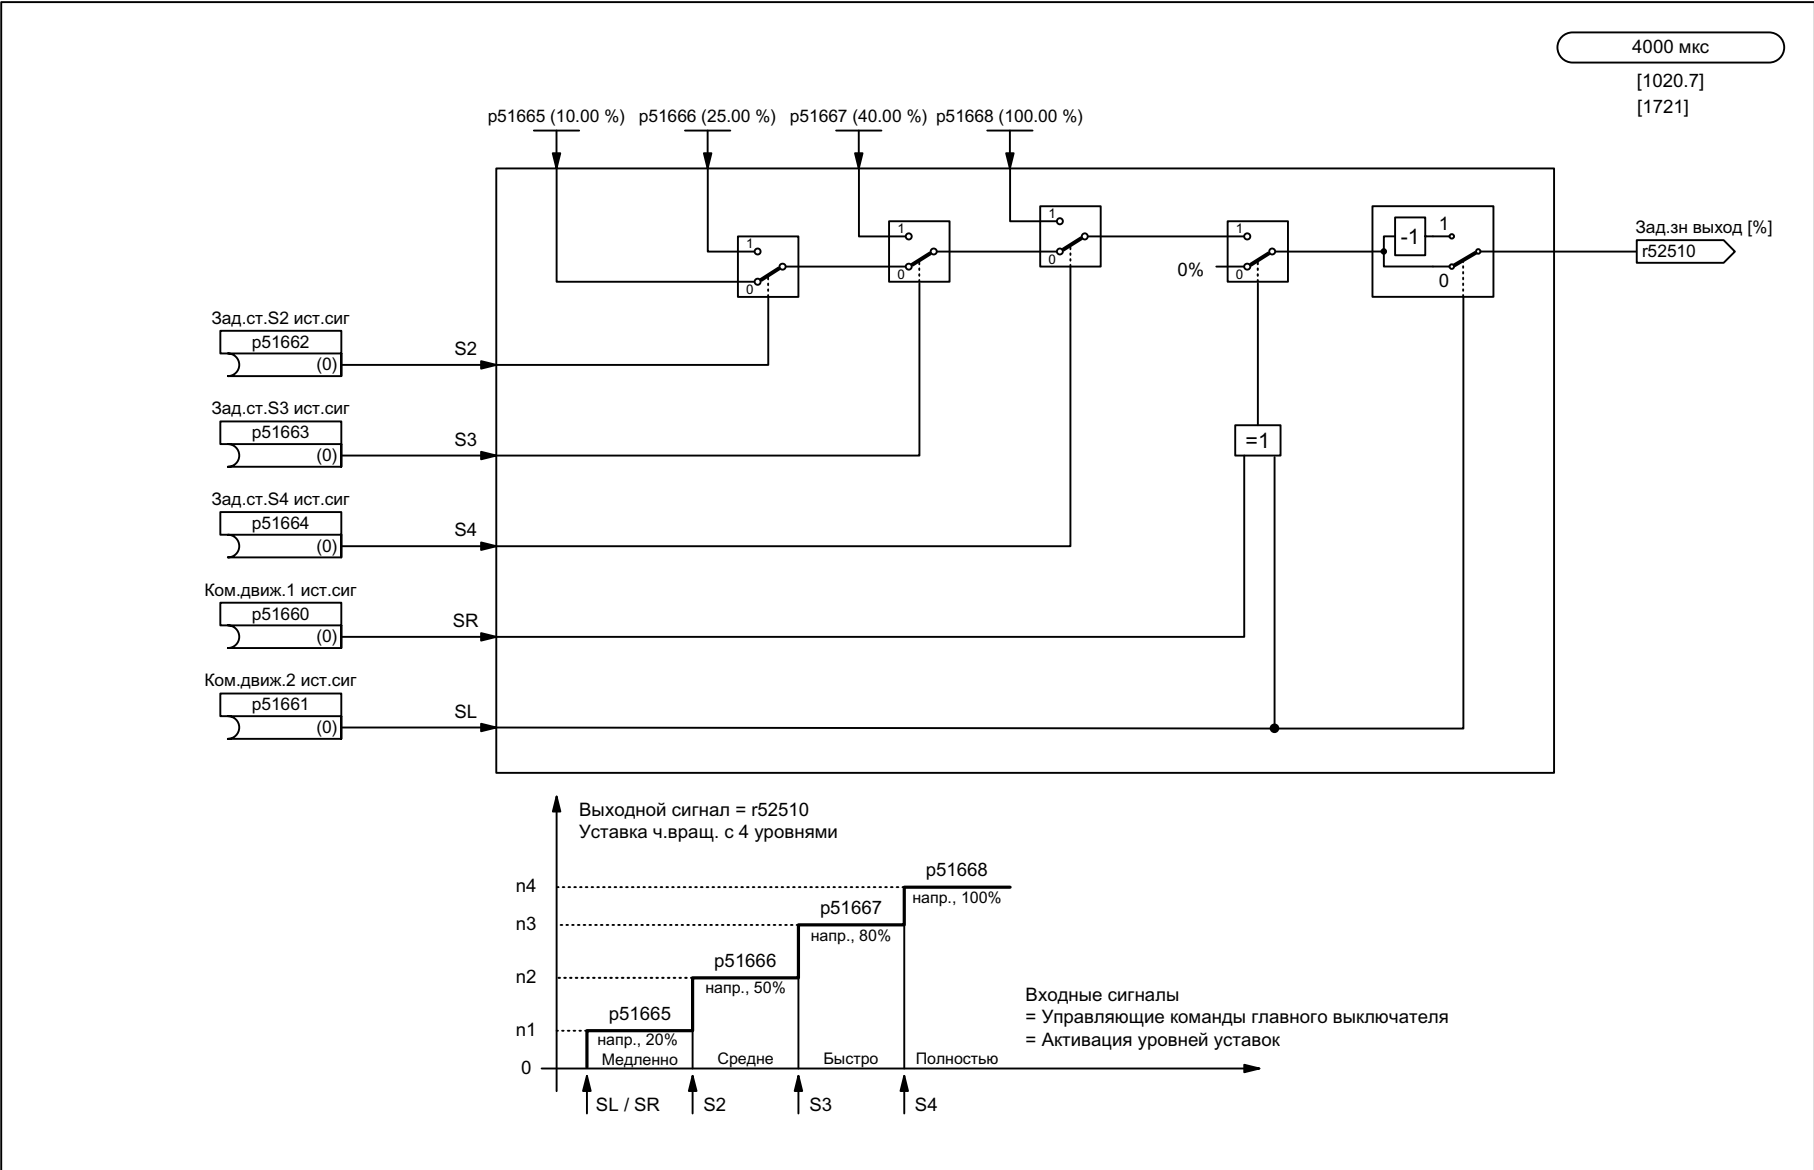 4000 мкс
[1020.7]
[1721]
p51665 (10.00 %) p51666 (25.00 %) p51667 (40.00 %) p51668 (100.00 %)
1
0
1
0
1
0
1
0% 0
-1 1
0
Зад.зн выход [%]
r52510
Зад.ст.S2 ист.сиг
p51662
(0)
S2
Зад.ст.S3 ист.сиг
p51663
(0)
S3
=1
Зад.ст.S4 ист.сиг
p51664
(0)
S4
Ком.движ.1 ист.сиг
p51660
(0)
SR
Ком.движ.2 ист.сиг
p51661
(0)
SL
Выходной сигнал = r52510
Уставка ч.вращ. с 4 уровнями
n4
p51668
напр., 100%
n3
p51667
напр., 80%
n2
p51666
напр., 50%
n1
p51665
напр., 20%
0
Медленно Средне Быстро Полностью
SL / SR S2 S3 S4
Входные сигналы
= Управляющие команды главного выключателя
= Активация уровней уставок